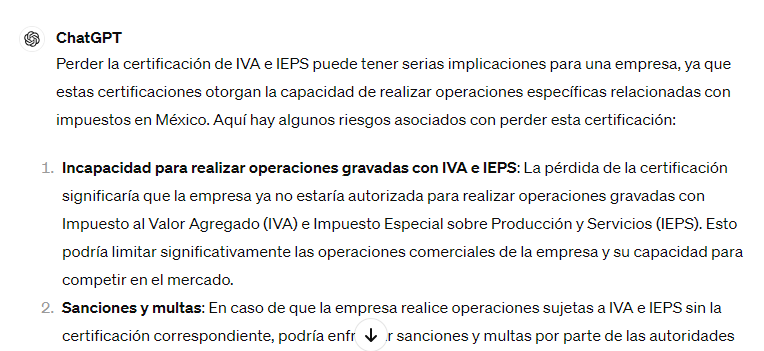 ChatGPT
Perder la certificación de IVA e IEPS puede tener serias implicaciones para una empresa, ya que
estas certificaciones otorgan la capacidad de realizar operaciones específicas relacionadas con
impuestos en México. Aquí hay algunos riesgos asociados con perder esta certificación:
1. Incapacidad para realizar operaciones gravadas con IVA e IEPS: La pérdida de la certificación
significaría que la empresa ya no estaría autorizada para realizar operaciones gravadas con
Impuesto al Valor Agregado (IVA) e Impuesto Especial sobre Producción y Servicios (IEPS). Esto
podría limitar significativamente las operaciones comerciales de la empresa y su capacidad para
competir en el mercado.
2. Sanciones y multas: En caso de que la empresa realice operaciones sujetas a IVA e IEPS sin la
certificación correspondiente, podría sanciones y multas por parte de las autoridades